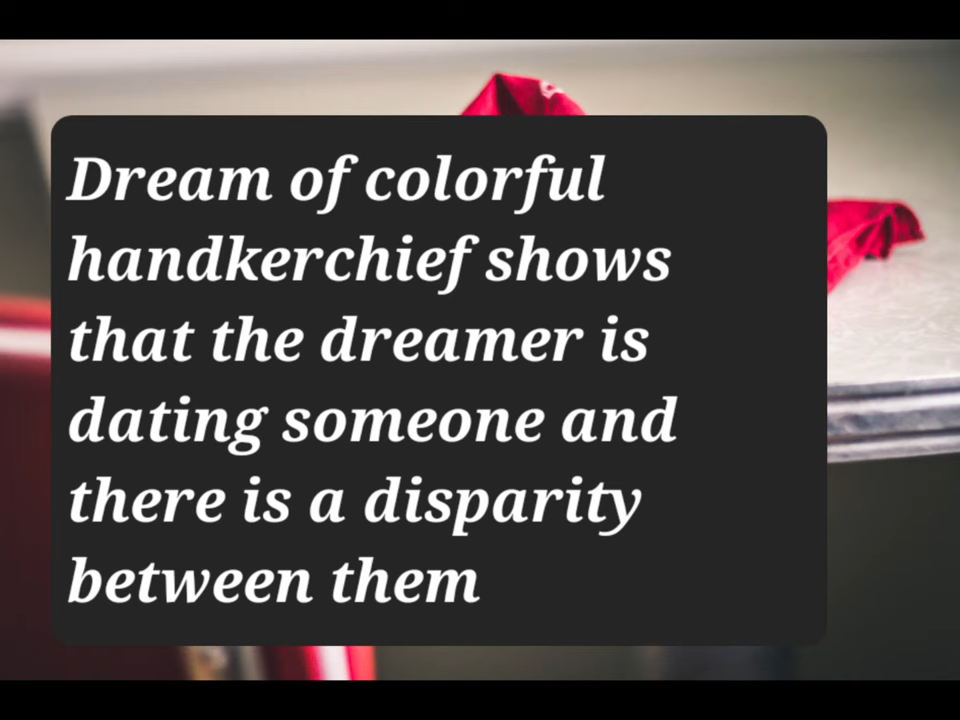 Dream of colorful
handkerchief shows
that the dreamer is
dating someone and
there is a disparity
between them